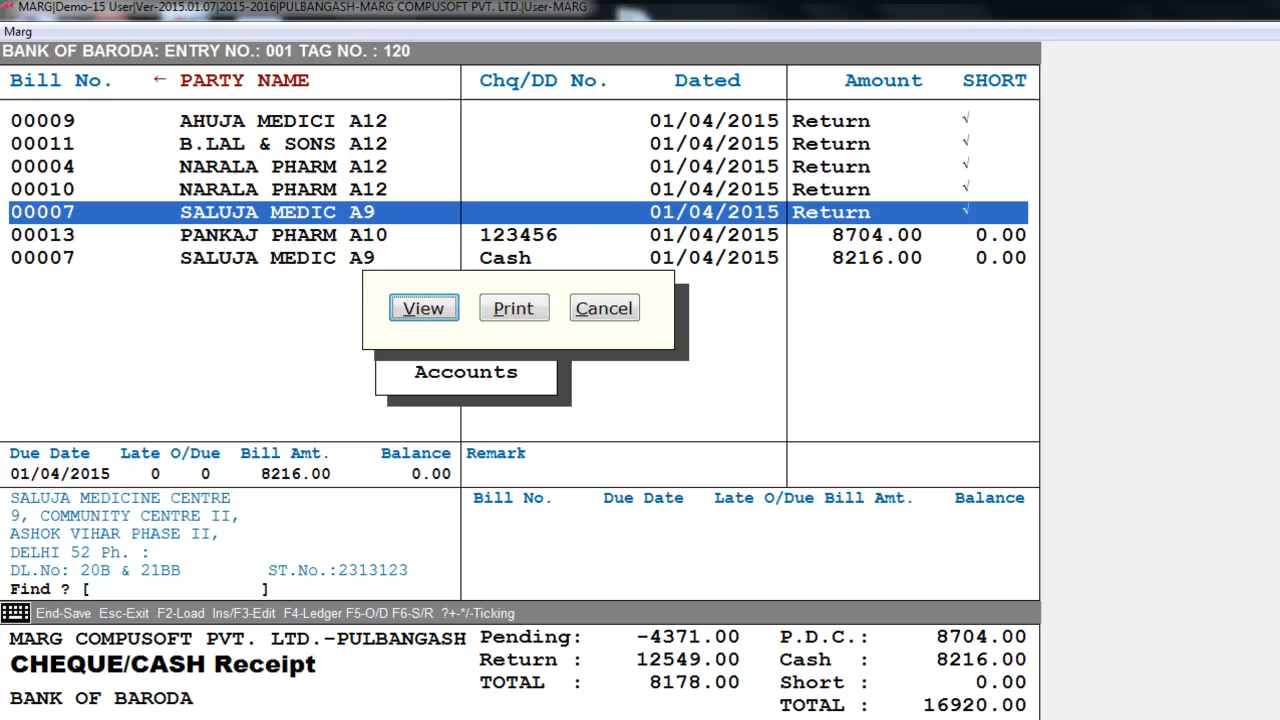 MARG|Demo-15 User|Ver-2015.01.07|2015-2016|PULBANGASH-MARG COMPUSOFT PVT. LTD.|User-MARG
Marg
BANK OF BARODA: ENTRY NO.: 001 TAG NO. : 120
Bill No. ← PARTY NAME Chq/DD No. Dated Amount SHORT
00009 AHUJA MEDICI A12 01/04/2015 Return √
00011 B.LAL & SONS A12 01/04/2015 Return √
00004 NARALA PHARM A12 01/04/2015 Return √
00010 NARALA PHARM A12 01/04/2015 Return √
00007 SALUJA MEDIC A9 01/04/2015 Return √
00013 PANKAJ PHARM A10 123456 01/04/2015 8704.00 0.00
00007 SALUJA MEDIC A9 Cash 01/04/2015 8216.00 0.00
View Print Cancel
Accounts
Due Date Late O/Due Bill Amt. Balance Remark
01/04/2015 0 0 8216.00 0.00
SALUJA MEDICINE CENTRE Bill No. Due Date Late O/Due Bill Amt. Balance
9, COMMUNITY CENTRE II,
ASHOK VIHAR PHASE II,
DELHI 52 Ph. :
DL.No: 20B & 21BB ST.No.:2313123
Find ? [ ]
End-Save Esc-Exit F2-Load Ins/F3-Edit F4-Ledger F5-O/D F6-S/R ?+-*/-Ticking
MARG COMPUSOFT PVT. LTD.-PULBANGASH Pending: -4371.00 P.D.C.: 8704.00
CHEQUE/CASH Receipt Return : 12549.00 Cash : 8216.00
TOTAL : 8178.00 Short : 0.00
BANK OF BARODA TOTAL : 16920.00